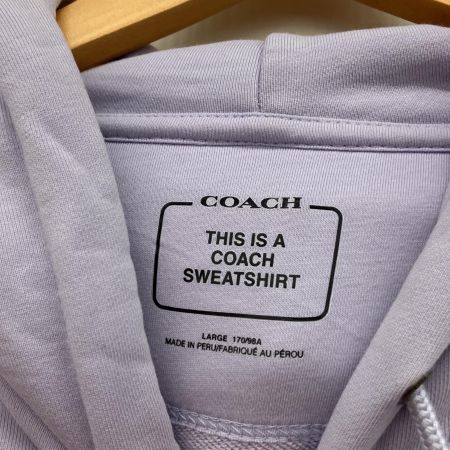 COACH
THIS IS A
COACH
SWEATSHIRT
LARGE 170/98A
MADE IN PERU/FABRIQUÉ AU PÉROU